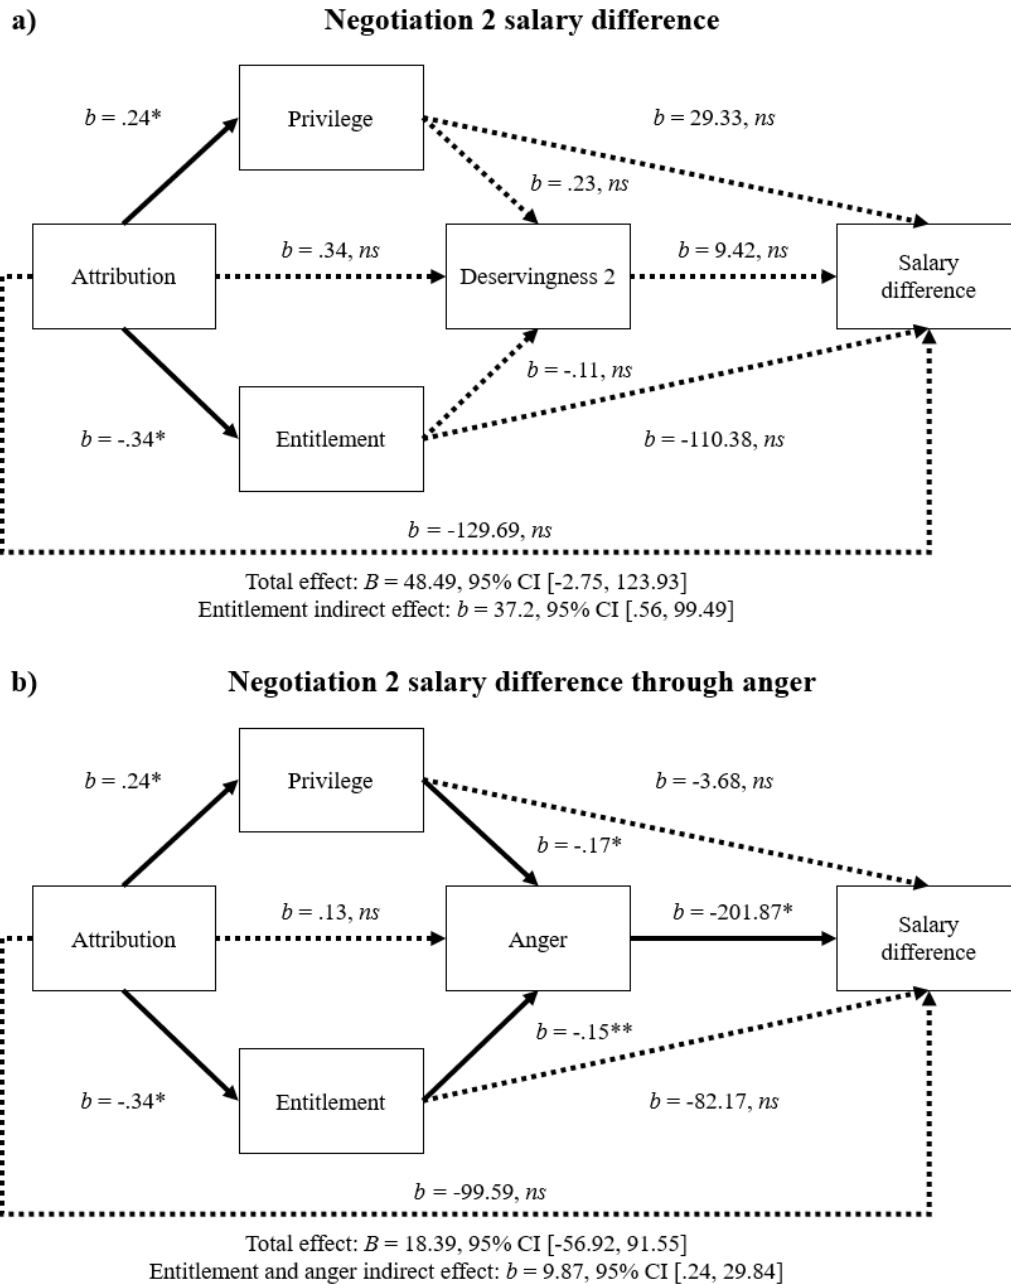 a)
Negotiation 2 salary difference
b = .24*
Privilege
b = 29.33, ns
b = .23, ns
Attribution
b = .34, ns
Deservingness 2
b = 9.42, ns
Salary
difference
b = -.11, ns
b = -.34*
Entitlement
b = -110.38, ns
b = -129.69, ns
Total effect: B = 48.49, 95% CI [-2.75, 123.93]
Entitlement indirect effect: b = 37.2, 95% CI [.56, 99.49]
b)
Negotiation 2 salary difference through anger
b = .24*
Privilege
b = -3.68, ns
b = -.17*
Attribution
b = .13, ns
Anger
b = -201.87*
Salary
difference
b = -.15**
b = -.34*
Entitlement
b = -82.17, ns
b = -99.59, ns
Total effect: B = 18.39, 95% CI [-56.92, 91.55]
Entitlement and anger indirect effect: b = 9.87, 95% CI [.24, 29.84]